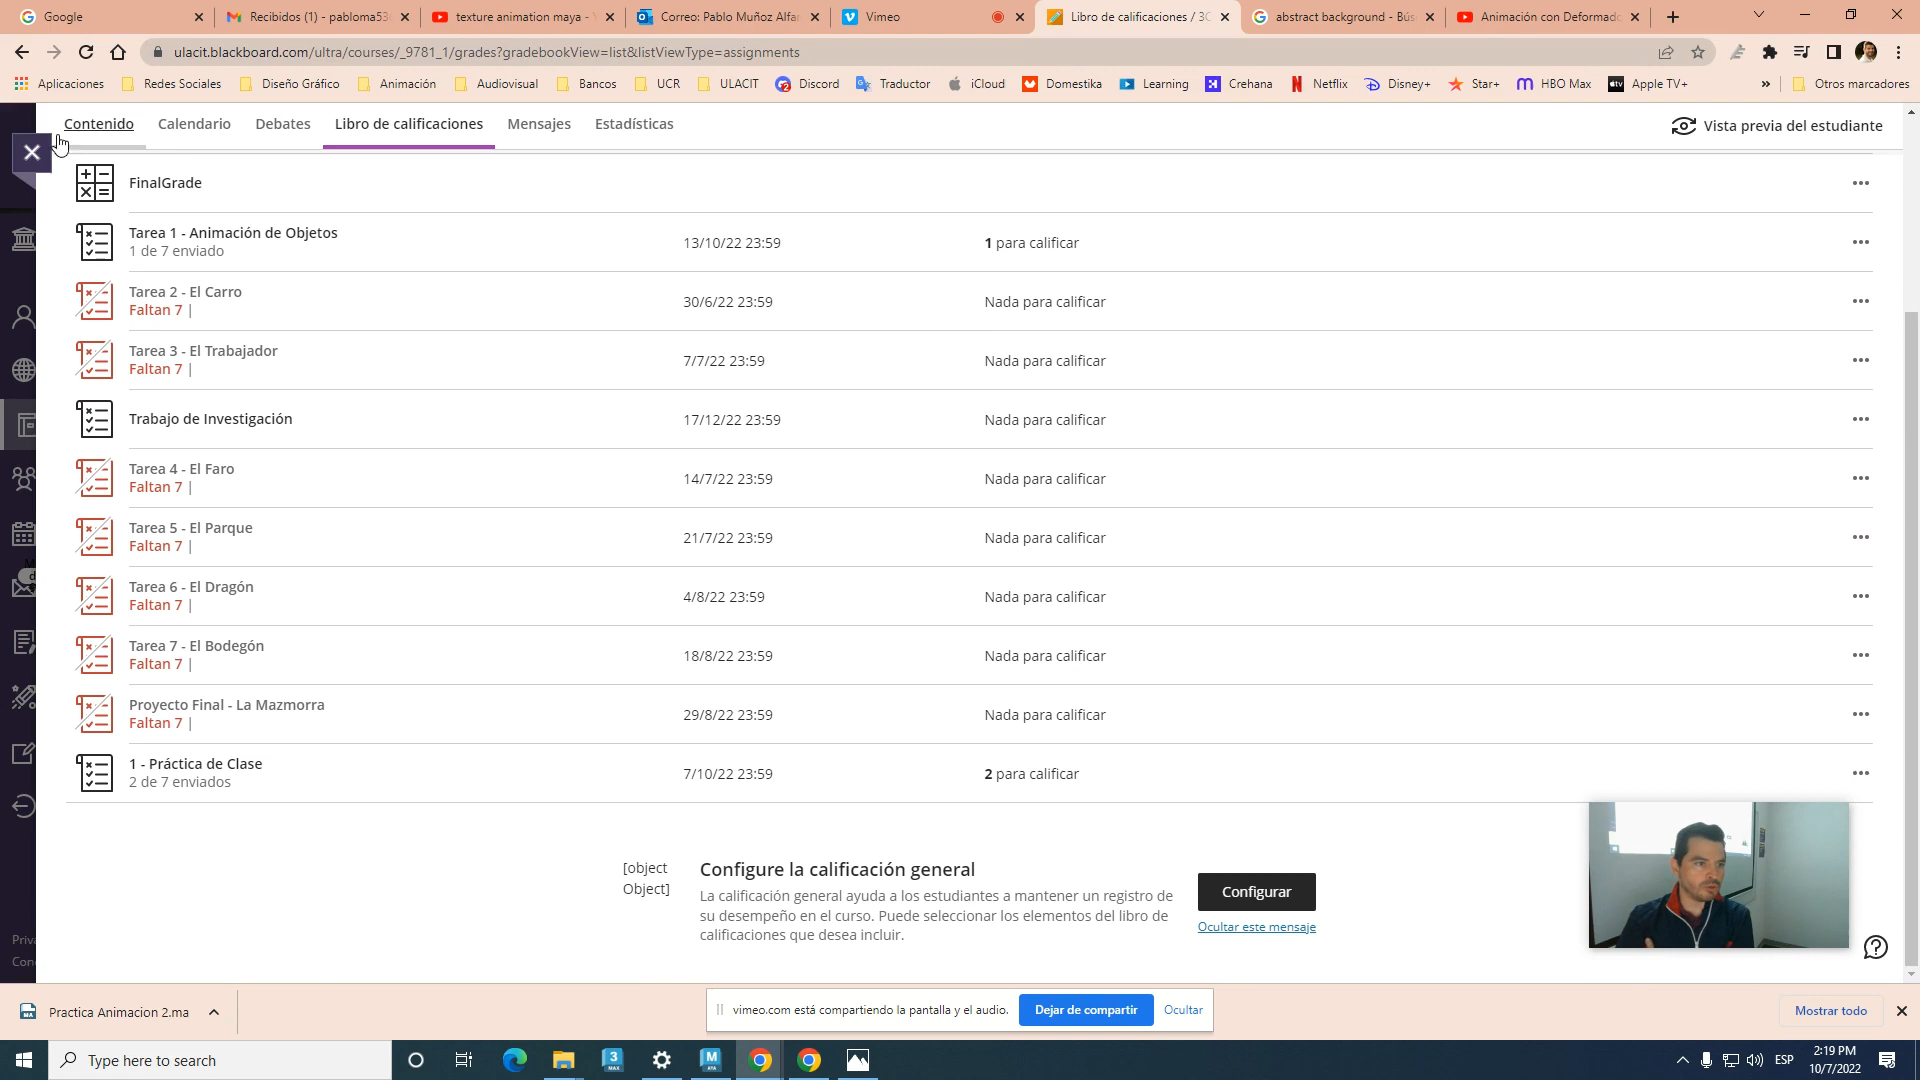 Google
Recibidos (1) - pabloma53
texture animation maya - Y
Correo: Pablo Muñoz Alfa
Vimeo
Libro de calificaciones / 3D
abstract background - Bús
Animación con Deformado
ulacit.blackboard.com/ultra/courses/_9781_1/grades?gradebookView=list&listViewType=assignments
Aplicaciones
Redes Sociales
Diseño Gráfico
Animación
Audiovisual
Bancos
UCR
ULACIT
Discord
Traductor
iCloud
Domestika
Learning
Crehana
Netflix
Disney+
Star+
HBO Max
Apple TV+
»
Otros marcadores
Contenido
Calendario
Debates
Libro de calificaciones
Mensajes
Estadísticas
Vista previa del estudiante
FinalGrade
Tarea 1 - Animación de Objetos
1 de 7 enviado
13/10/22 23:59
1 para calificar
Tarea 2 - El Carro
Faltan 7 |
30/6/22 23:59
Nada para calificar
Tarea 3 - El Trabajador
Faltan 7 |
7/7/22 23:59
Nada para calificar
Trabajo de Investigación
17/12/22 23:59
Nada para calificar
Tarea 4 - El Faro
Faltan 7 |
14/7/22 23:59
Nada para calificar
Tarea 5 - El Parque
Faltan 7 |
21/7/22 23:59
Nada para calificar
Tarea 6 - El Dragón
Faltan 7 |
4/8/22 23:59
Nada para calificar
Tarea 7 - El Bodegón
Faltan 7 |
18/8/22 23:59
Nada para calificar
Proyecto Final - La Mazmorra
Faltan 7 |
29/8/22 23:59
Nada para calificar
1 - Práctica de Clase
2 de 7 enviados
7/10/22 23:59
2 para calificar
Priva
Cond
[object
Object]
Configure la calificación general
La calificación general ayuda a los estudiantes a mantener un registro de
su desempeño en el curso. Puede seleccionar los elementos del libro de
calificaciones que desea incluir.
Configurar
Ocultar este mensaje
Practica Animacion 2.ma
vimeo.com está compartiendo la pantalla y el audio.
Dejar de compartir
Ocultar
Mostrar todo
Type here to search
ESP
2:19 PM
10/7/2022